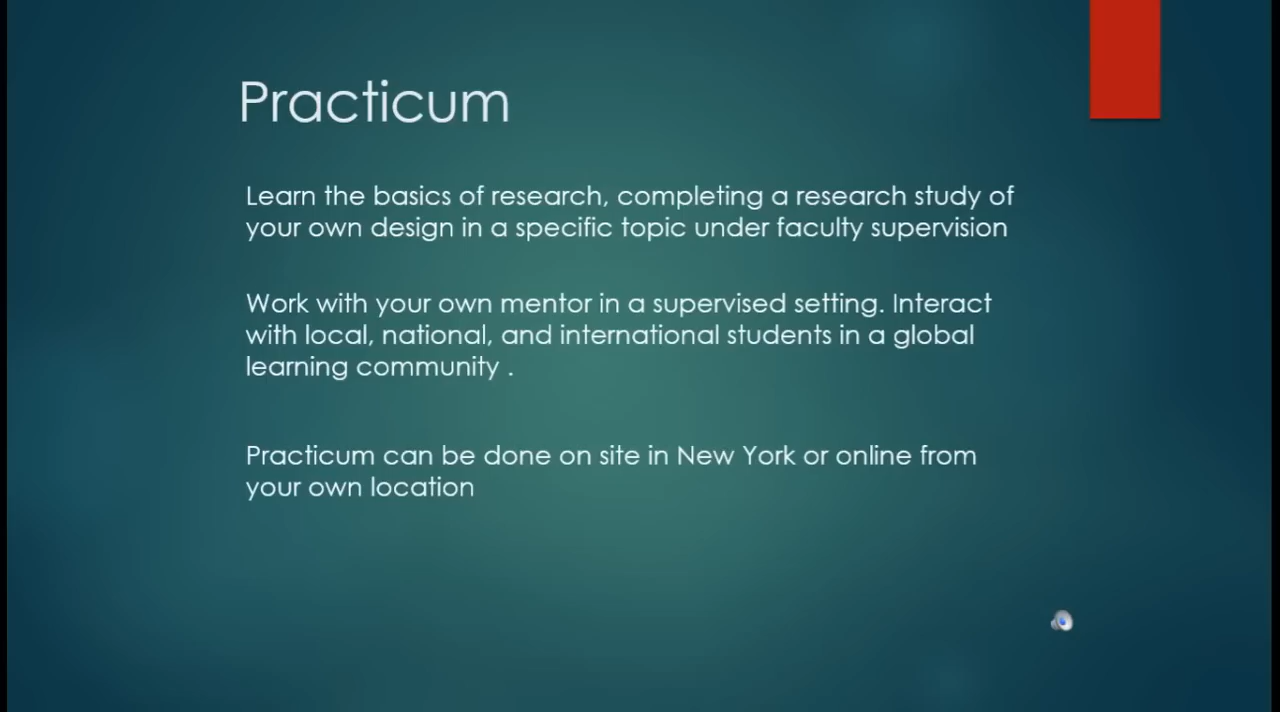 Practicum
Learn the basics of research, completing a research study of
your own design in a specific topic under faculty supervision
Work with your own mentor in a supervised setting. Interact
with local, national, and international students in a global
learning community .
Practicum can be done on site in New York or online from
your own location